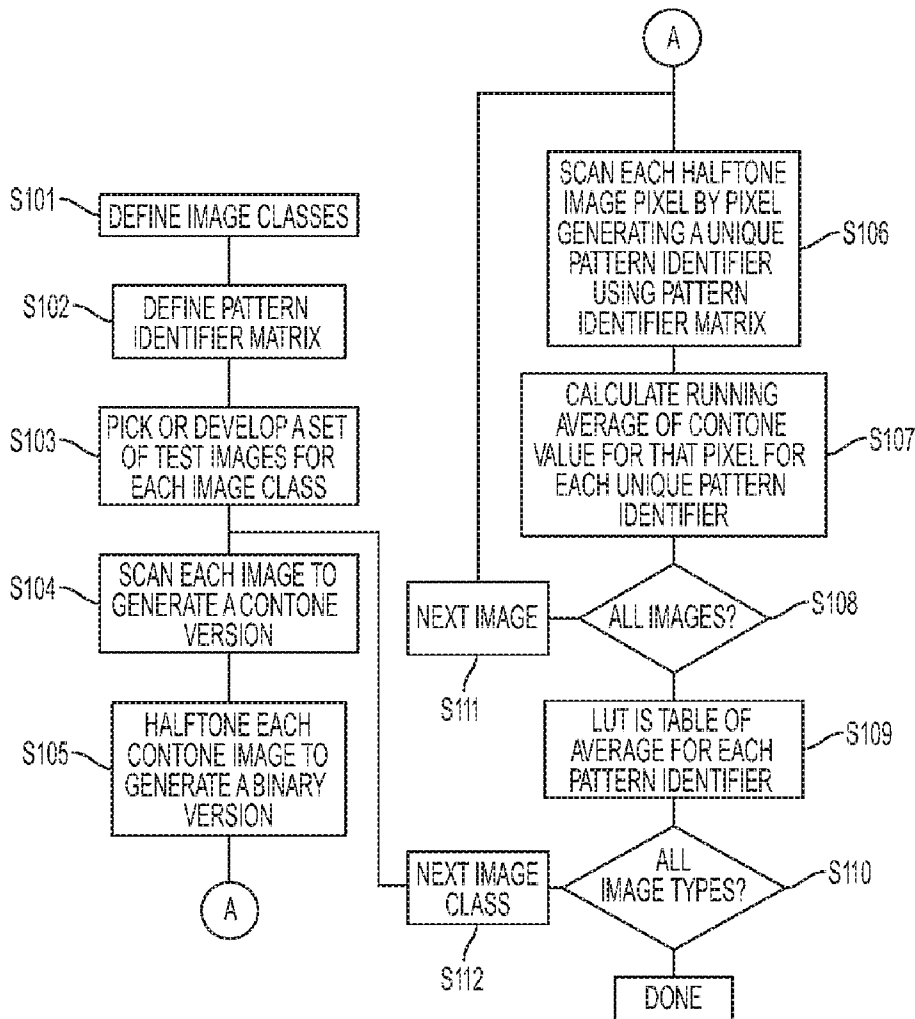 S101
DEFINE IMAGE CLASSES
S102
DEFINE PATTERN
IDENTIFIER MATRIX
S103
PICK OR DEVELOP A SET
OF TEST IMAGES FOR
EACH IMAGE CLASS
S104
SCAN EACH IMAGE TO
GENERATE A CONTONE
VERSION
S105
HALFTONE EACH
CONTONE IMAGE TO
GENERATE A BINARY
VERSION
A
A
SCAN EACH HALFTONE
IMAGE PIXEL BY PIXEL
GENERATING A UNIQUE
PATTERN IDENTIFIER
USING PATTERN
IDENTIFIER MATRIX
S106
CALCULATE RUNNING
AVERAGE OF CONTONE
VALUE FOR THAT PIXEL FOR
EACH UNIQUE PATTERN
IDENTIFIER
S107
NEXT IMAGE
S111
ALL IMAGES?
S108
LUT IS TABLE OF
AVERAGE FOR EACH
PATTERN IDENTIFIER
S109
NEXT IMAGE
CLASS
S112
ALL
IMAGE TYPES?
S110
DONE